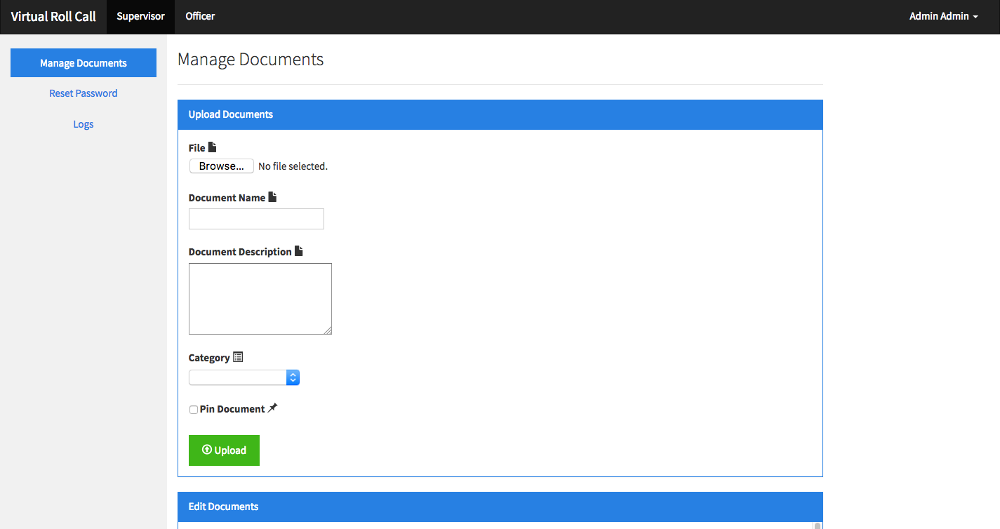 Virtual Roll Call Supervisor Officer Admin Admin
Manage Documents
Reset Password
Logs
Manage Documents
Upload Documents
File
Browse... No file selected.
Document Name
Document Description
Category
Pin Document
Upload
Edit Documents